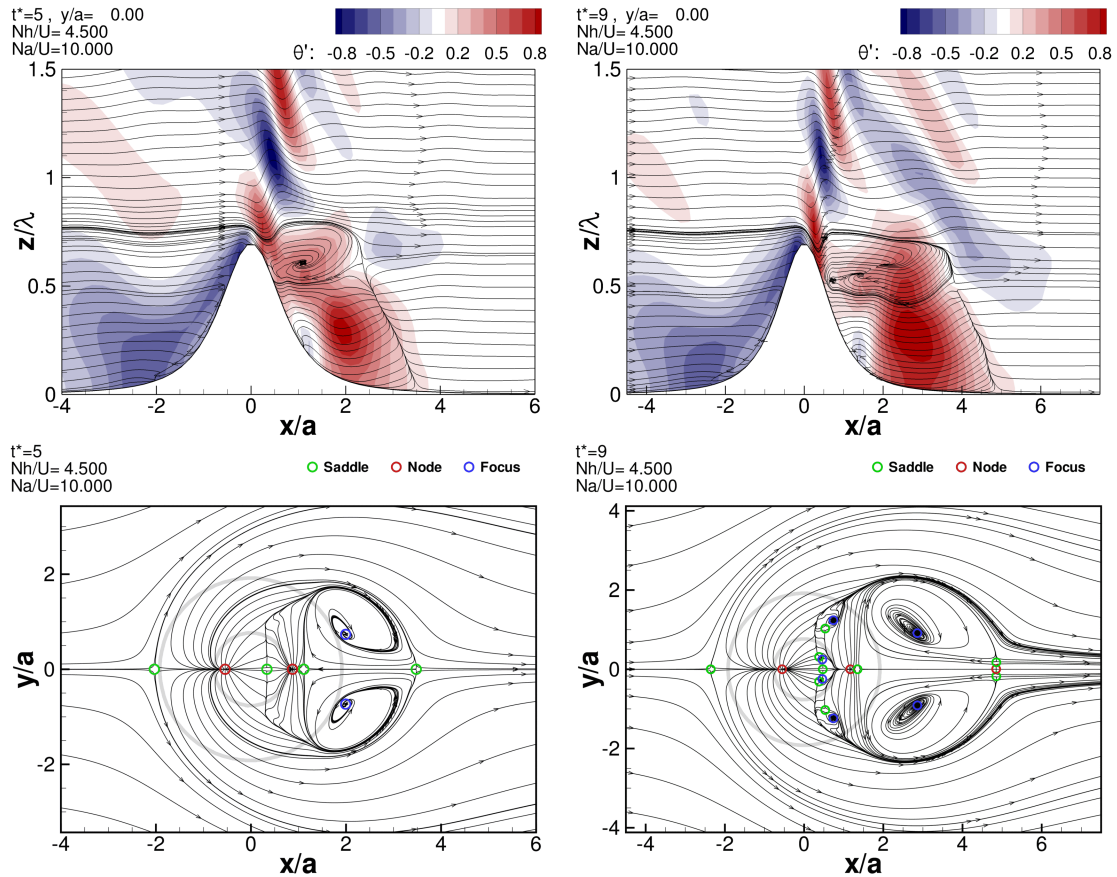 t*=5 , y/a= 0.00
Nh/U= 4.500
Na/U=10.000
θ': -0.8 -0.5 -0.2 0.2 0.5 0.8
1.5
1
0.5
0
z/λ
-4 -2 0 2 4 6
x/a
t*=9 , y/a= 0.00
Nh/U= 4.500
Na/U=10.000
θ': -0.8 -0.5 -0.2 0.2 0.5 0.8
1.5
1
0.5
0
z/λ
-4 -2 0 2 4 6
x/a
t*=5
Nh/U= 4.500
Na/U=10.000
Saddle Node Focus
2
0
-2
y/a
-4 -2 0 2 4 6
x/a
t*=9
Nh/U= 4.500
Na/U=10.000
Saddle Node Focus
4
2
0
-2
-4
y/a
-4 -2 0 2 4 6
x/a